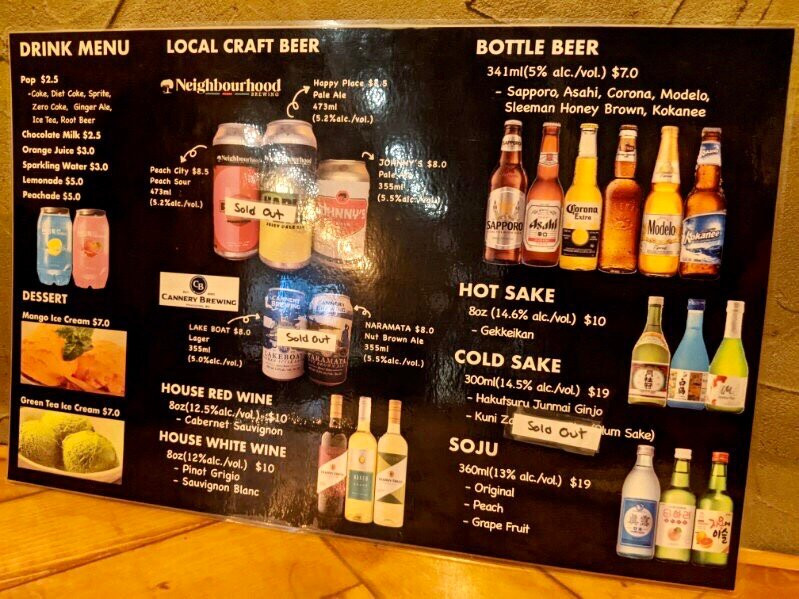 DRINK MENU
Pop $2.5
-Coke, Diet Coke, Sprite,
Zero Coke, Ginger Ale,
Ice Tea, Root Beer
Chocolate Milk $2.5
Orange Juice $3.0
Sparkling Water $3.0
Lemonade $5.0
Peachade $5.0
DESSERT
Mango Ice Cream $7.0
Green Tea Ice Cream $7.0
LOCAL CRAFT BEER
Neighbourhood
BREWING
Happy Place $8.5
Pale Ale
473ml
(5.2%alc./vol.)
Peach City $8.5
Peach Sour
473ml
(5.2%alc./vol.)
JOHNNY'S $8.0
Pale
355ml
(5.5%alc./vol.)
Sold Out
JOHNNY'S
CB
CANNERY BREWING
LAKE BOAT $8.0
Lager
355ml
(5.0%alc./vol.)
NARAMATA $8.0
Nut Brown Ale
355ml
(5.5%alc./vol.)
Sold Out
LAKEBOAT
NARAMATA
HOUSE RED WINE
8oz(12.5%alc./vol.) $10
- Cabernet Sauvignon
HOUSE WHITE WINE
8oz(12%alc./vol.) $10
- Pinot Grigio
- Sauvignon Blanc
BOTTLE BEER
341ml(5% alc./vol.) $7.0
- Sapporo, Asahi, Corona, Modelo,
Sleeman Honey Brown, Kokanee
SAPPORO
Asahi
Corona
Extra
Modelo
Kokanee
HOT SAKE
8oz (14.6% alc./vol.) $10
- Gekkeikan
COLD SAKE
300ml(14.5% alc./vol.) $19
- Hakutsuru Junmai Ginjo
- Kuni Sake)
Sold Out
SOJU
360ml(13% alc./vol.) $19
- Original
- Peach
- Grape Fruit